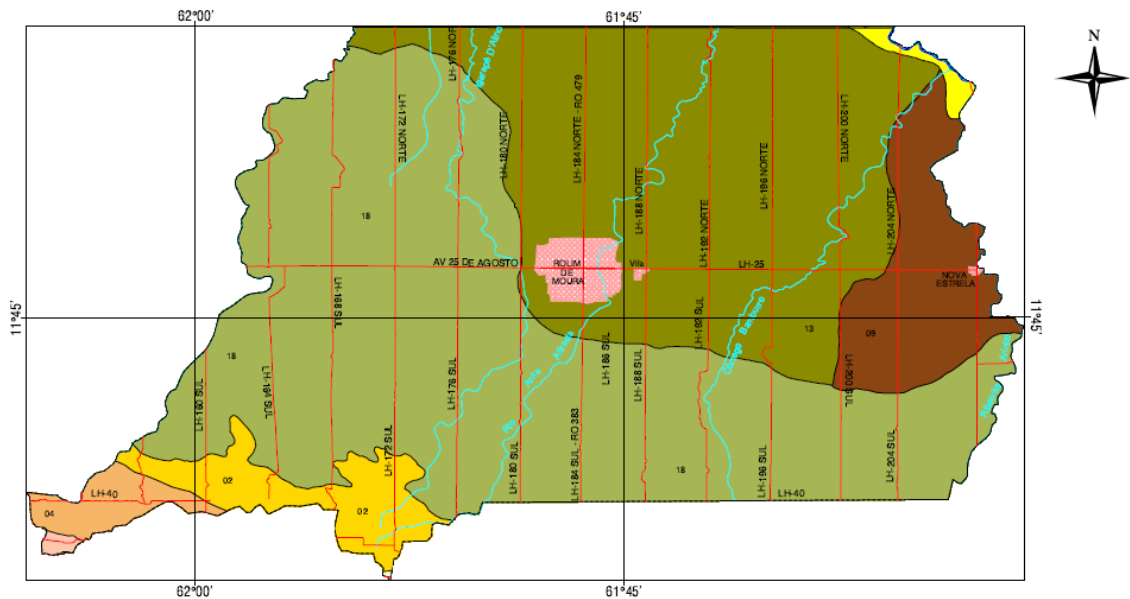 62°00'
61°45'
N
LH-176 NORTE
Igarapé D'Alinc
LH-172 NORTE
LH-180 NORTE
LH-184 NORTE - RO 479
LH-188 NORTE
LH-192 NORTE
LH-196 NORTE
LH-200 NORTE
LH-204 NORTE
18
AV 25 DE AGOSTO
ROLIM
DE
MOURA
Vila
LH-25
NOVA
ESTRELA
11°45'
11°45'
LH-168 SUL
18
13
09
LH-160 SUL
LH-164 SUL
LH-176 SUL
Rio
Anta
Atirada
LH-186 SUL
LH-188 SUL
LH-192 SUL
LH-200 SUL
LH-172 SUL
LH-180 SUL
LH-184 SUL - RO 383
18
LH-196 SUL
LH-204 SUL
LH-40
02
02
LH-40
04
62°00'
61°45'